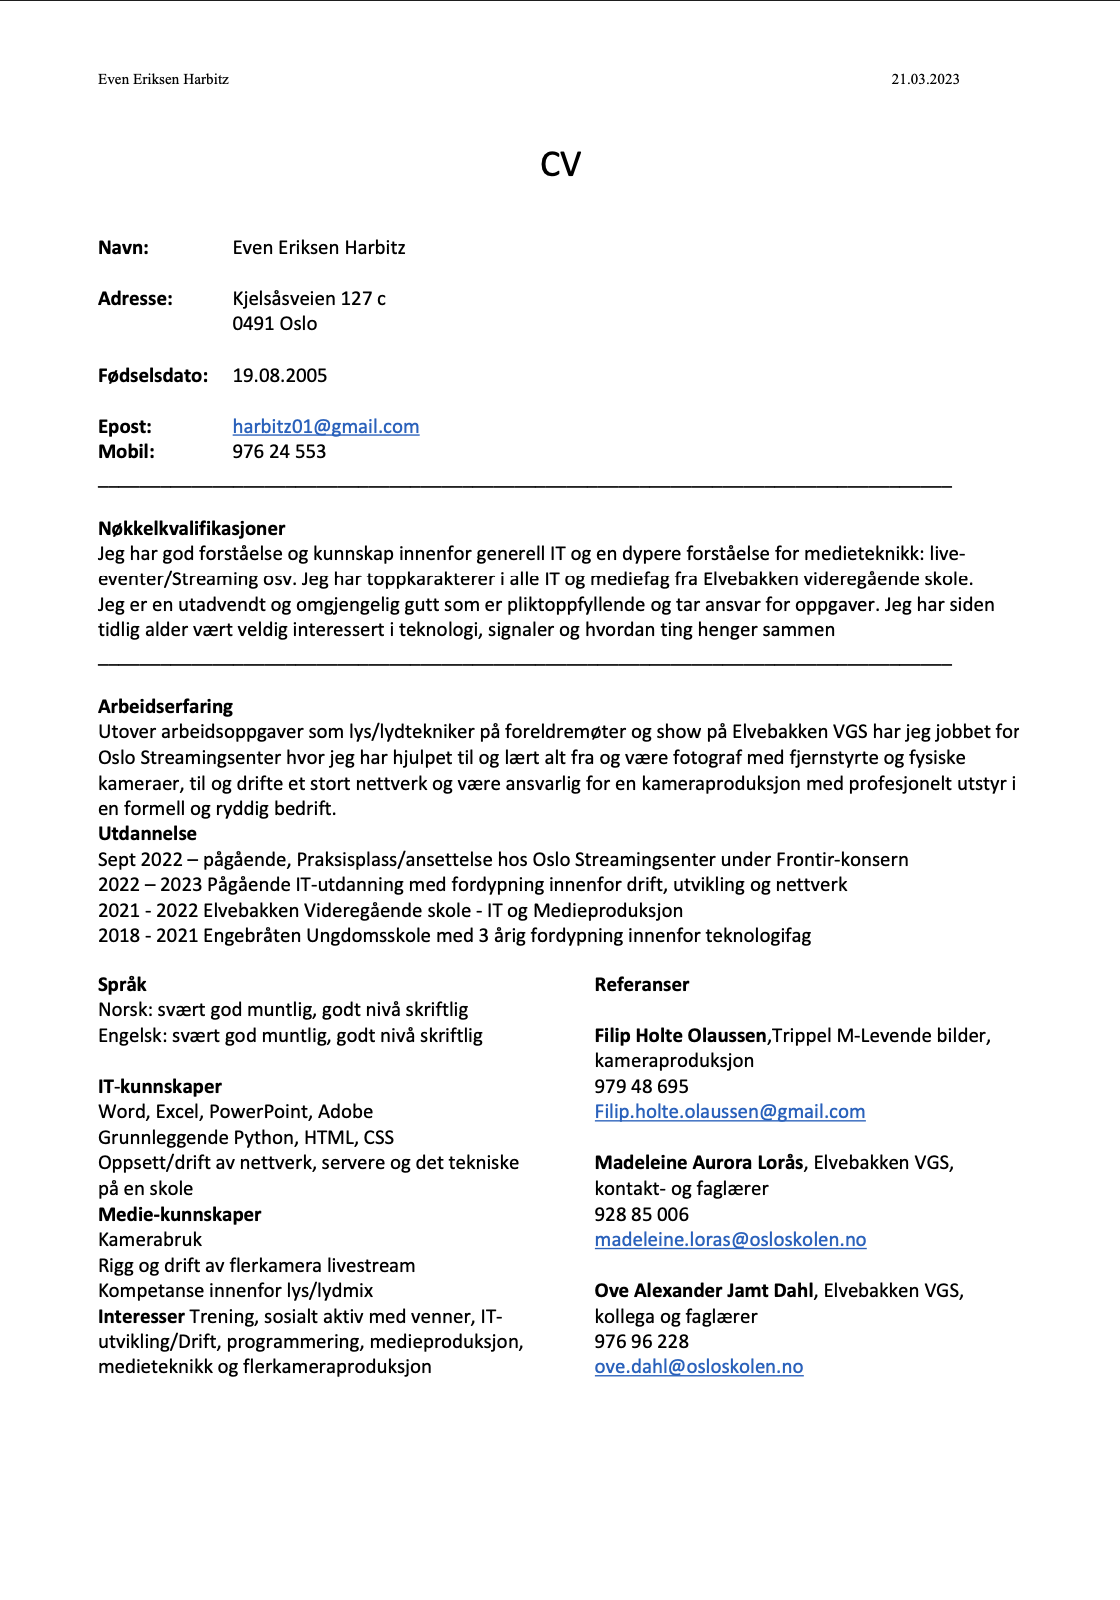 Even Eriksen Harbitz 21.03.2023
CV
Navn: Even Eriksen Harbitz
Adresse: Kjelsåsveien 127 c
0491 Oslo
Fødselsdato: 19.08.2005
Epost: harbitz01@gmail.com
Mobil: 976 24 553
Nøkkelkvalifikasjoner
Jeg har god forståelse og kunnskap innenfor generell IT og en dypere forståelse for medieteknikk: live-
eventer/Streaming osv. Jeg har toppkarakterer i alle IT og mediefag fra Elvebakken videregående skole.
Jeg er en utadvendt og omgjengelig gutt som er pliktoppfyllende og tar ansvar for oppgaver. Jeg har siden
tidlig alder vært veldig interessert i teknologi, signaler og hvordan ting henger sammen
Arbeidserfaring
Utover arbeidsoppgaver som lys/lydtekniker på foreldremøter og show på Elvebakken VGS har jeg jobbet for
Oslo Streamingsenter hvor jeg har hjulpet til og lært alt fra og være fotograf med fjernstyrte og fysiske
kameraer, til og drifte et stort nettverk og være ansvarlig for en kameraproduksjon med profesjonelt utstyr i
en formell og ryddig bedrift.
Utdannelse
Sept 2022 – pågående, Praksisplass/ansettelse hos Oslo Streamingsenter under Frontir-konsern
2022 – 2023 Pågående IT-utdanning med fordypning innenfor drift, utvikling og nettverk
2021 - 2022 Elvebakken Videregående skole - IT og Medieproduksjon
2018 - 2021 Engebråten Ungdomsskole med 3 årig fordypning innenfor teknologifag
Språk
Norsk: svært god muntlig, godt nivå skriftlig
Engelsk: svært god muntlig, godt nivå skriftlig
IT-kunnskaper
Word, Excel, PowerPoint, Adobe
Grunnleggende Python, HTML, CSS
Oppsett/drift av nettverk, servere og det tekniske
på en skole
Medie-kunnskaper
Kamerabruk
Rigg og drift av flerkamera livestream
Kompetanse innenfor lys/lydmix
Interesser Trening, sosialt aktiv med venner, IT-
utvikling/Drift, programmering, medieproduksjon,
medieteknikk og flerkameraproduksjon
Referanser
Filip Holte Olaussen,Trippel M-Levende bilder,
kameraproduksjon
979 48 695
Filip.holte.olaussen@gmail.com
Madeleine Aurora Lorås, Elvebakken VGS,
kontakt- og faglærer
928 85 006
madeleine.loras@osloskolen.no
Ove Alexander Jamt Dahl, Elvebakken VGS,
kollega og faglærer
976 96 228
ove.dahl@osloskolen.no